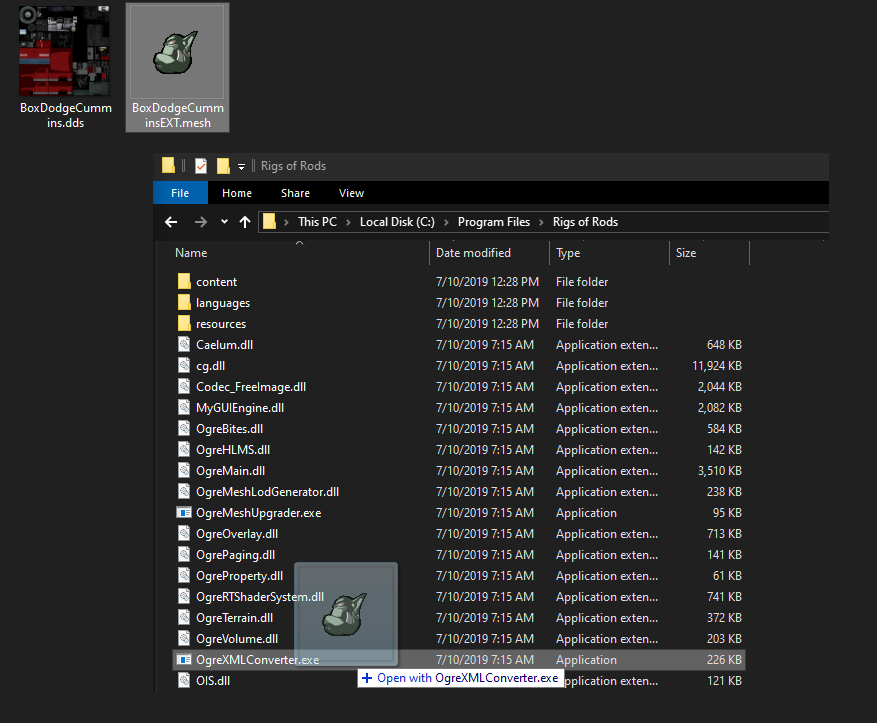 BoxDodgeCumm
ins.dds
BoxDodgeCumm
insEXT.mesh
Rigs of Rods
File Home Share View
This PC Local Disk (C:) Program Files Rigs of Rods
Name Date modified Type Size
content 7/10/2019 12:28 PM File folder
languages 7/10/2019 12:28 PM File folder
resources 7/10/2019 12:28 PM File folder
Caelum.dll 7/10/2019 7:15 AM Application exten... 648 KB
cg.dll 7/10/2019 7:15 AM Application exten... 11,924 KB
Codec_FreeImage.dll 7/10/2019 7:15 AM Application exten... 2,044 KB
MyGUIEngine.dll 7/10/2019 7:15 AM Application exten... 2,082 KB
OgreBites.dll 7/10/2019 7:15 AM Application exten... 584 KB
OgreHLMS.dll 7/10/2019 7:15 AM Application exten... 142 KB
OgreMain.dll 7/10/2019 7:15 AM Application exten... 3,510 KB
OgreMeshLodGenerator.dll 7/10/2019 7:15 AM Application exten... 238 KB
OgreMeshUpgrader.exe 7/10/2019 7:15 AM Application 95 KB
OgreOverlay.dll 7/10/2019 7:15 AM Application exten... 713 KB
OgrePaging.dll 7/10/2019 7:15 AM Application exten... 141 KB
OgreProperty.dll 7/10/2019 7:15 AM Application exten... 61 KB
OgreRTShaderSystem.dll 7/10/2019 7:15 AM Application exten... 741 KB
OgreTerrain.dll 7/10/2019 7:15 AM Application exten... 372 KB
OgreVolume.dll 7/10/2019 7:15 AM Application exten... 203 KB
OgreXMLConverter.exe 7/10/2019 7:15 AM Application 226 KB
Open with OgreXMLConverter.exe
OIS.dll pplication exten... 121 KB